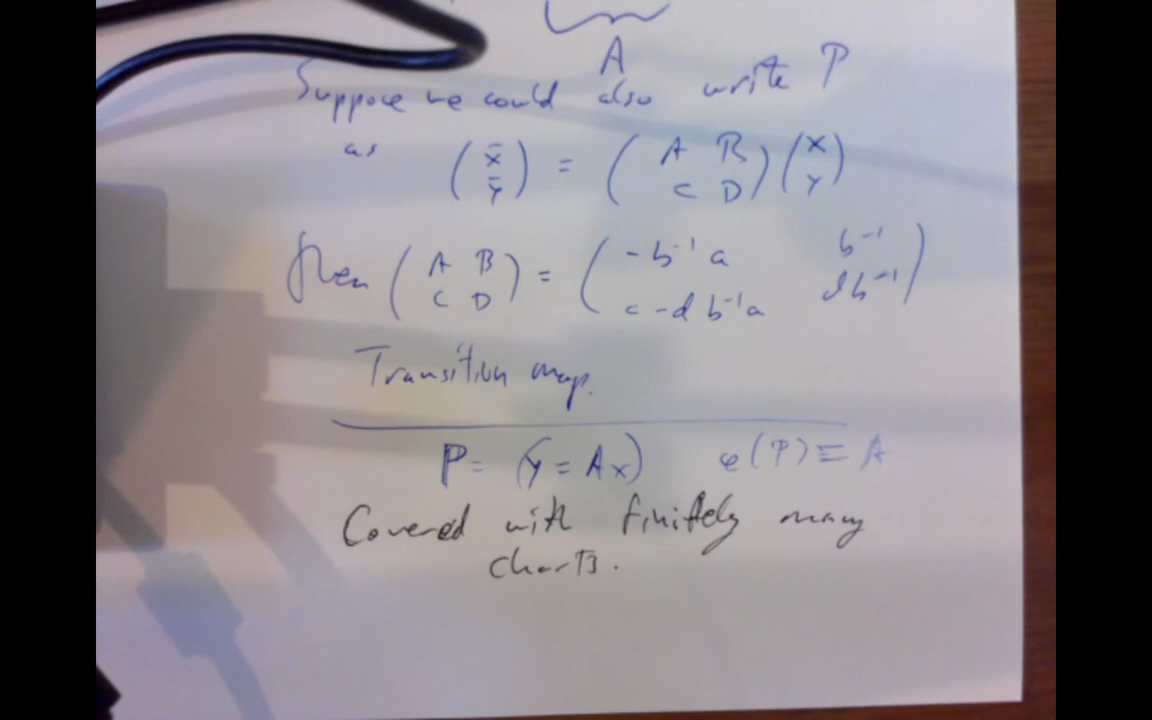 A
Suppose we could also write P
as (x̄ ȳ) = (A B C D)(x y)
then (A B C D) = (-b⁻¹a b⁻¹ c-db⁻¹a db⁻¹)
Transition map.
P = (y = Ax) φ(P) ≡ A
Covered with finitely many
charts.